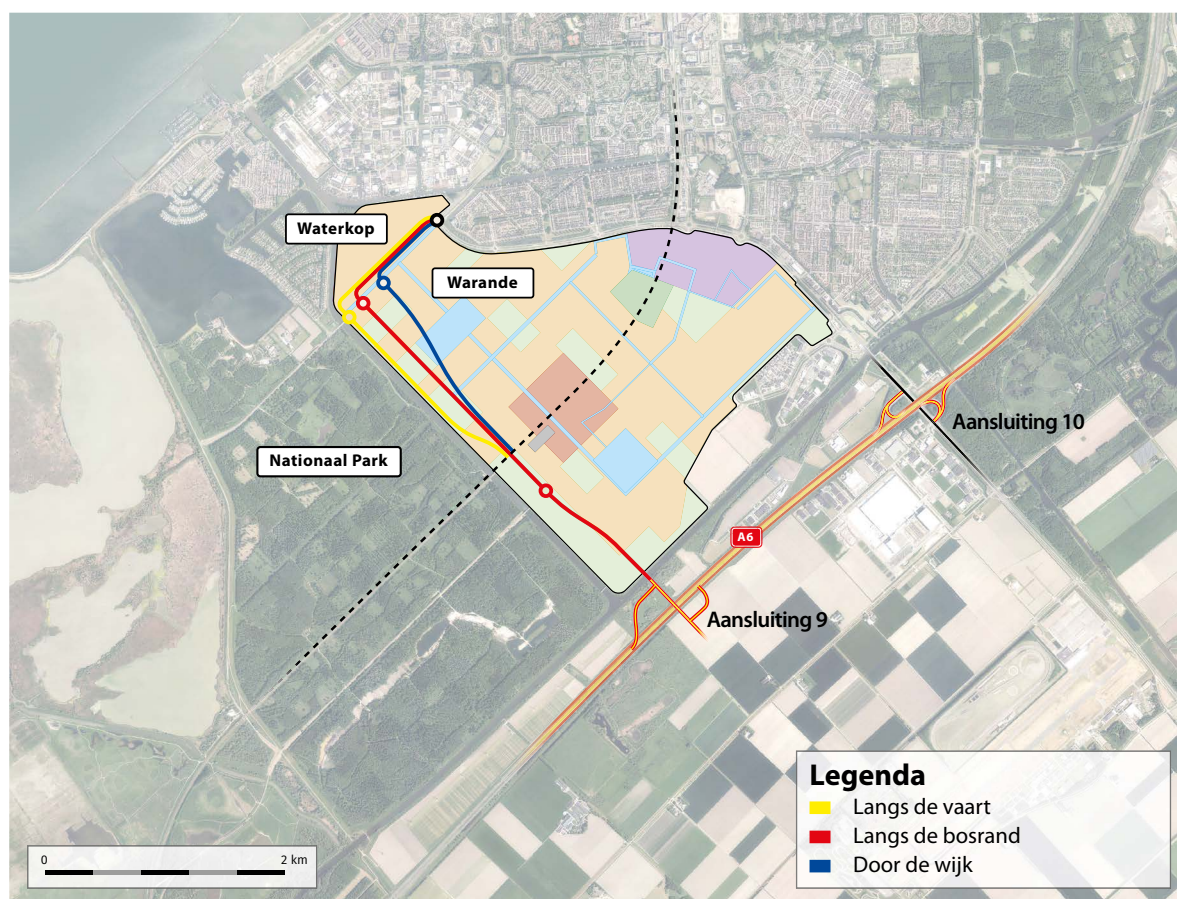 Waterkop
Warande
Nationaal Park
Aansluiting 10
A6
Aansluiting 9
Legenda
Langs de vaart
Langs de bosrand
Door de wijk
0 2 km